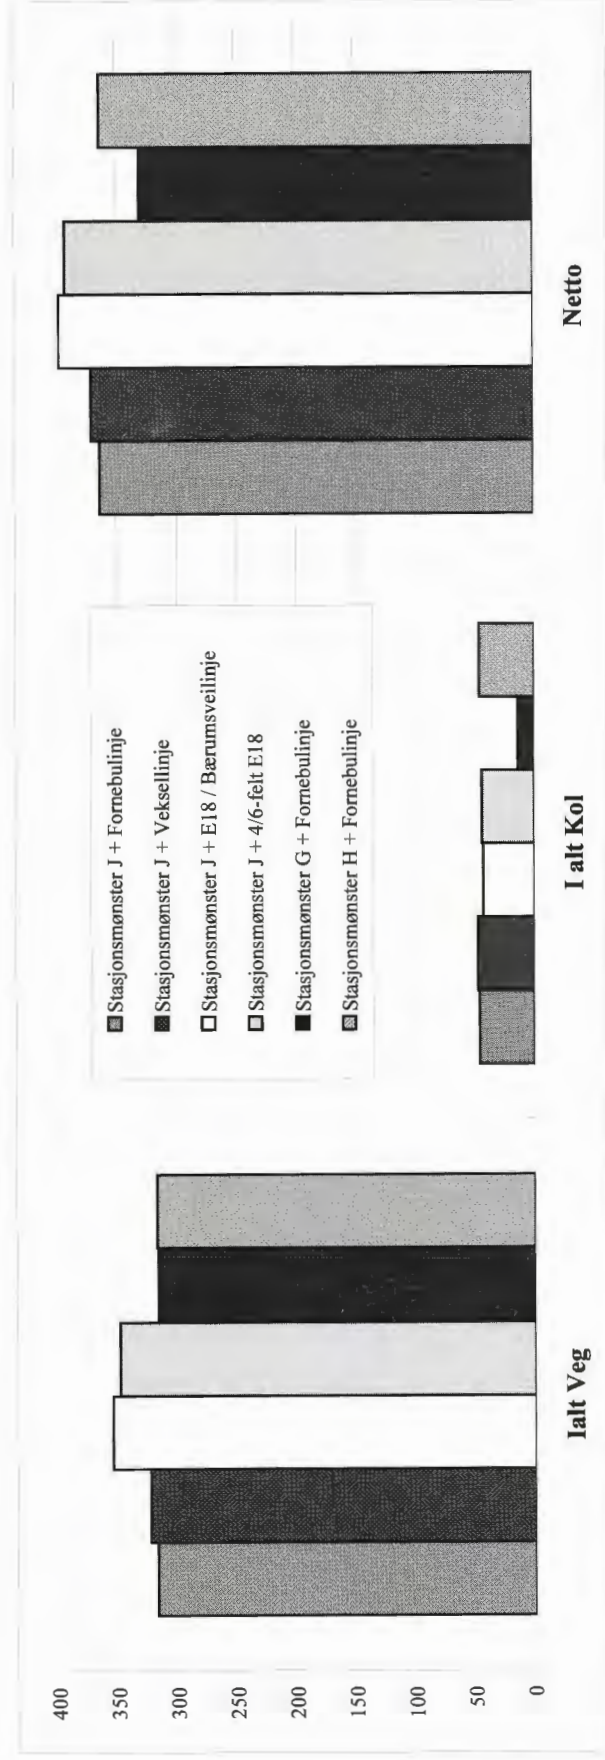 400
350
300
250
200
150
100
50
0
Stasjonsmønster J + Fornebulinje
Stasjonsmønster J + Veksellinje
Stasjonsmønster J + E18 / Bærumsveilinje
Stasjonsmønster J + 4/6-felt E18
Stasjonsmønster G + Fornebulinje
Stasjonsmønster H + Fornebulinje
Ialt Veg
I alt Kol
Netto